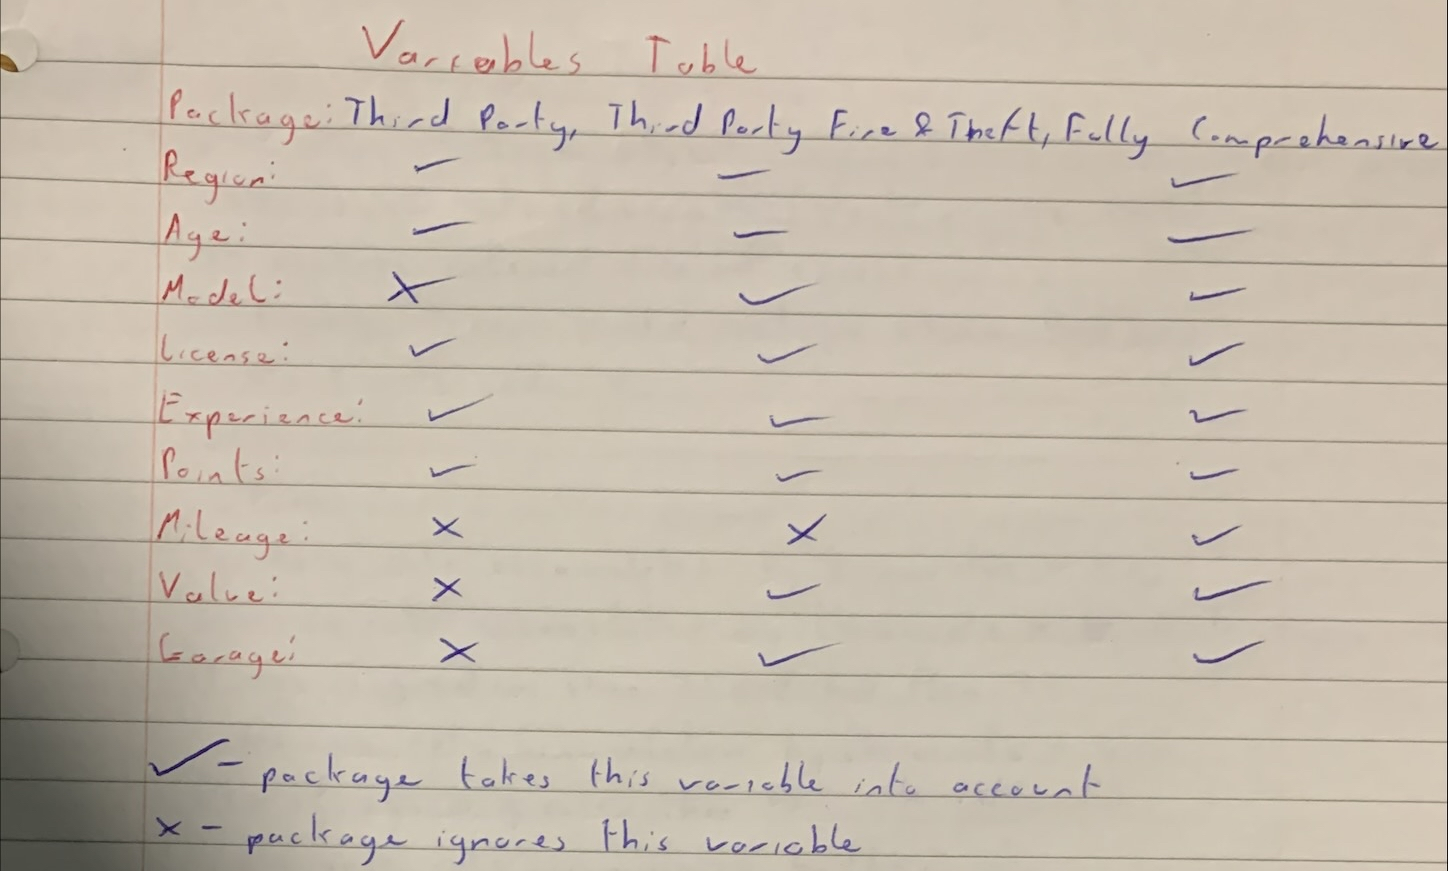 Variables Table
Package: Third Party, Third Party Fire & Theft, Fully Comprehensive
Region: ✓ ✓ ✓
Age: ✓ ✓ ✓
Model: ✗ ✓ ✓
License: ✓ ✓ ✓
Experience: ✓ ✓ ✓
Points: ✓ ✓ ✓
Mileage: ✗ ✗ ✓
Value: ✗ ✓ ✓
Garage: ✗ ✓ ✓
✓ - package takes this variable into account
✗ - package ignores this variable